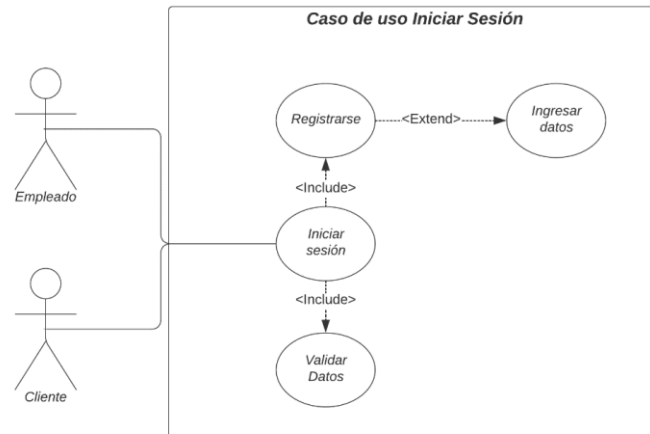 Caso de uso Iniciar Sesión
Registrarse
<Extend>
Ingresar
datos
<Include>
Empleado
Iniciar
sesión
<Include>
Validar
Datos
Cliente